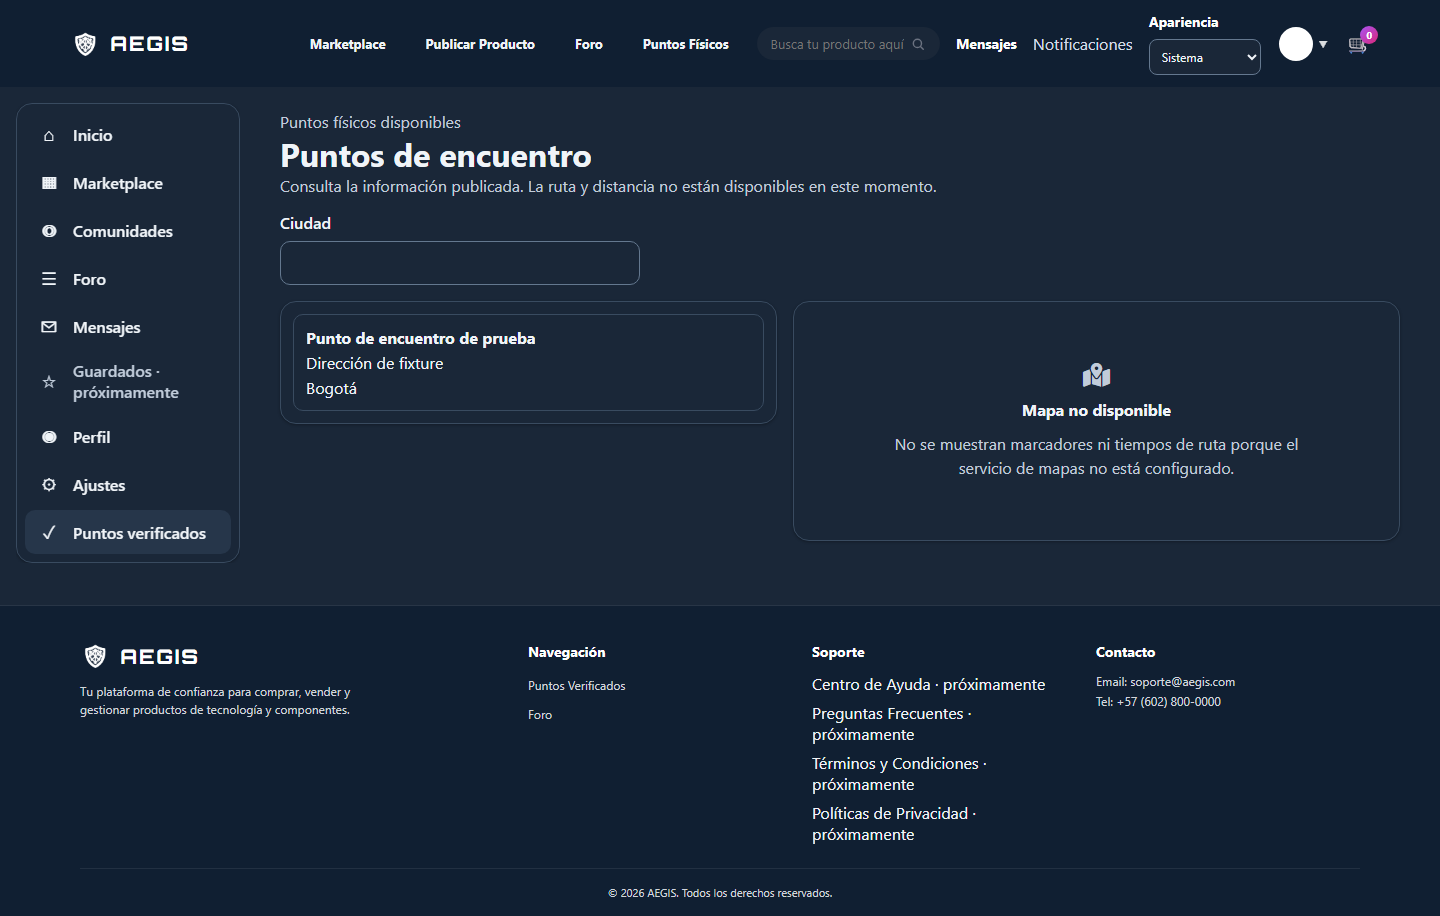 AEGIS
Marketplace
Publicar Producto
Foro
Puntos Físicos
Busca tu producto aquí
Mensajes
Notificaciones
Apariencia
Sistema
0
Inicio
Marketplace
Comunidades
Foro
Mensajes
Guardados ·
próximamente
Perfil
Ajustes
Puntos verificados
Puntos físicos disponibles
Puntos de encuentro
Consulta la información publicada. La ruta y distancia no están disponibles en este momento.
Ciudad
Punto de encuentro de prueba
Dirección de fixture
Bogotá
Mapa no disponible
No se muestran marcadores ni tiempos de ruta porque el
servicio de mapas no está configurado.
AEGIS
Tu plataforma de confianza para comprar, vender y
gestionar productos de tecnología y componentes.
Navegación
Puntos Verificados
Foro
Soporte
Centro de Ayuda · próximamente
Preguntas Frecuentes ·
próximamente
Términos y Condiciones ·
próximamente
Políticas de Privacidad ·
próximamente
Contacto
Email: soporte@aegis.com
Tel: +57 (602) 800-0000
© 2026 AEGIS. Todos los derechos reservados.